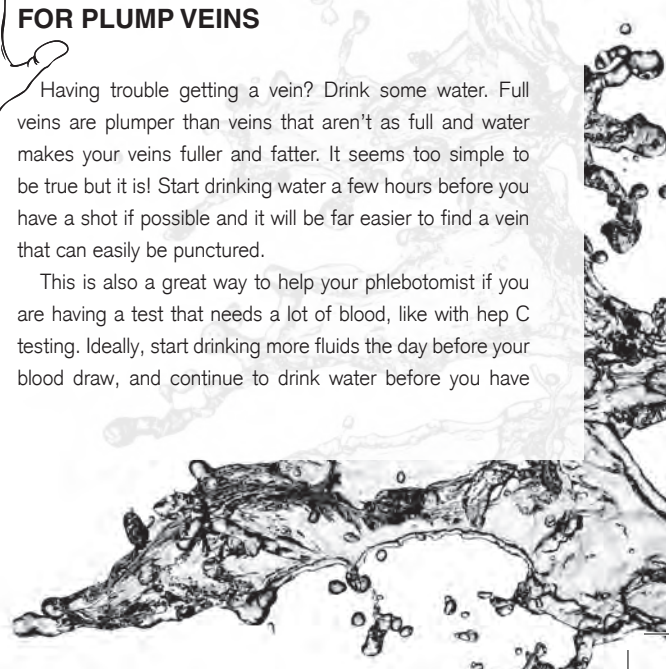 FOR PLUMP VEINS
Having trouble getting a vein? Drink some water. Full
veins are plumper than veins that aren't as full and water
makes your veins fuller and fatter. It seems too simple to
be true but it is! Start drinking water a few hours before you
have a shot if possible and it will be far easier to find a vein
that can easily be punctured.
This is also a great way to help your phlebotomist if you
are having a test that needs a lot of blood, like with hep C
testing. Ideally, start drinking more fluids the day before your
blood draw, and continue to drink water before you have